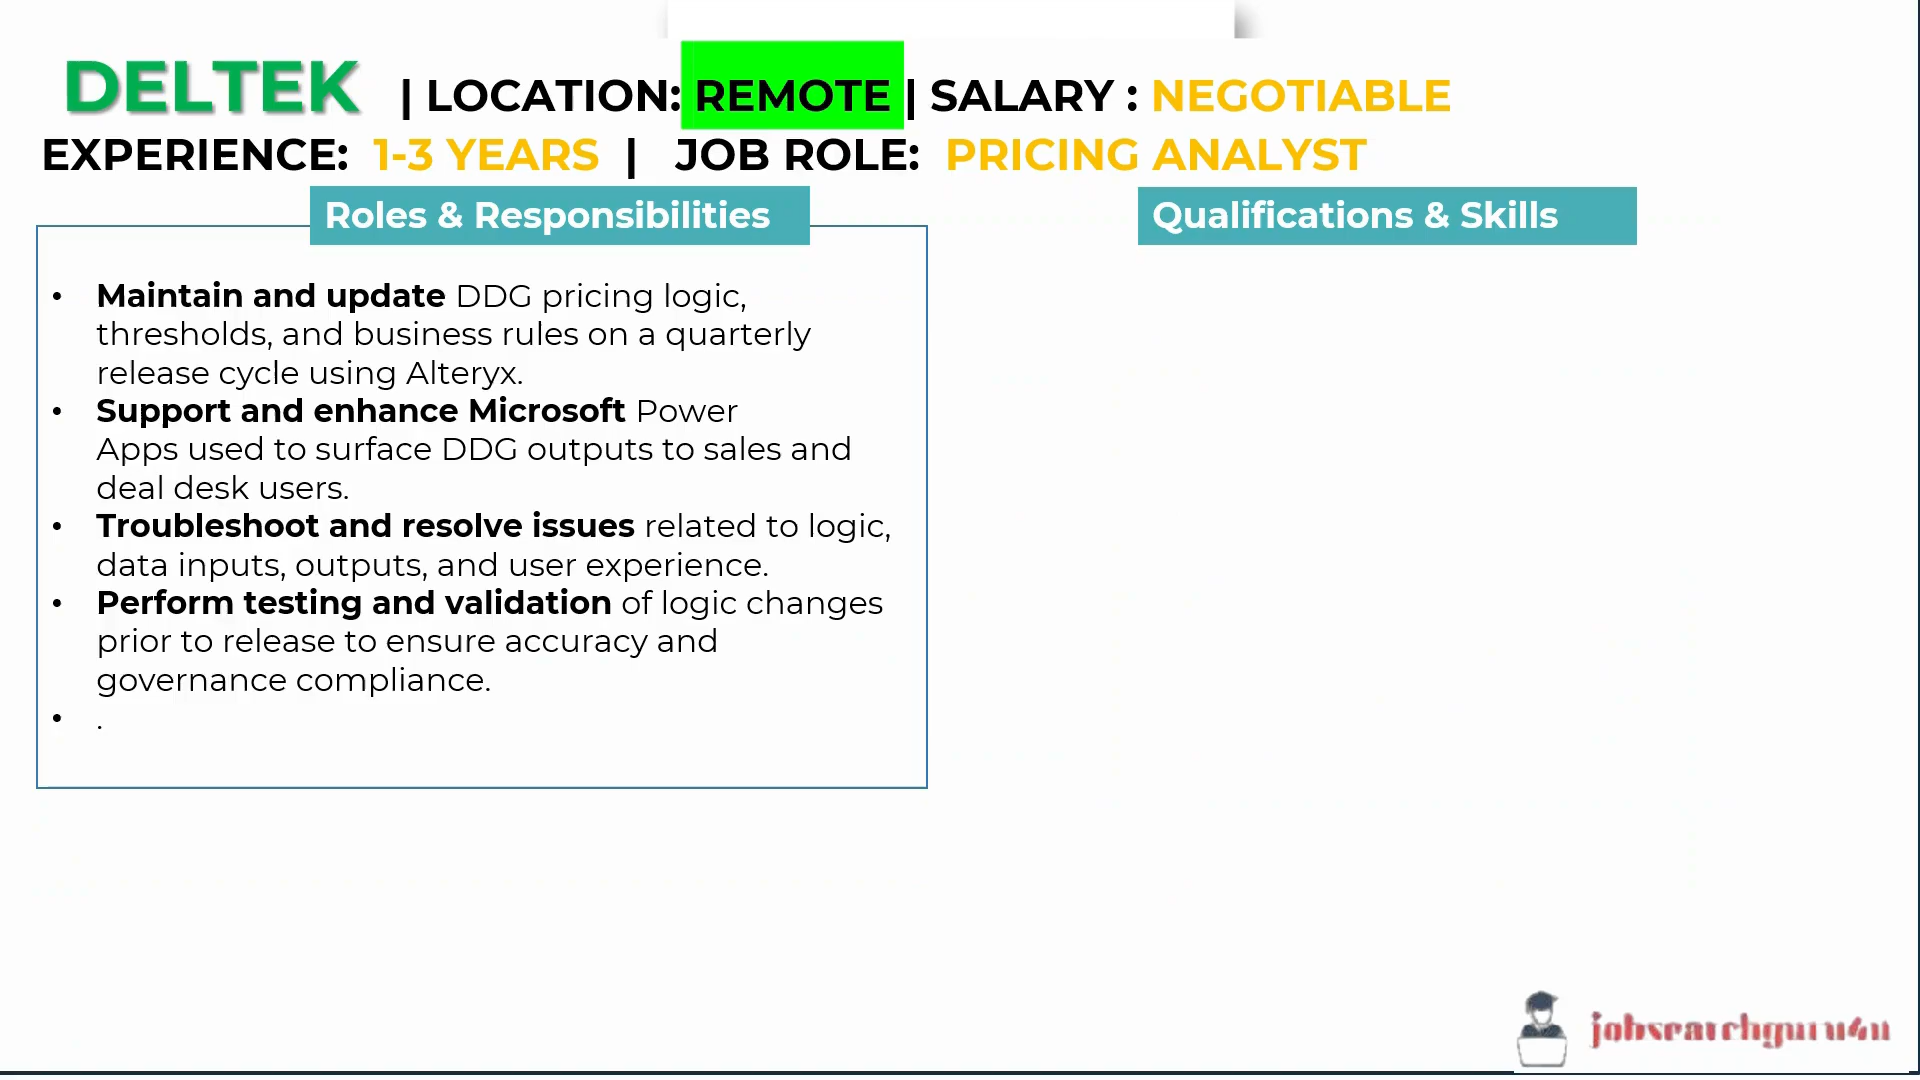 DELTEK | LOCATION: REMOTE | SALARY : NEGOTIABLE
EXPERIENCE: 1-3 YEARS | JOB ROLE: PRICING ANALYST
Roles & Responsibilities
• Maintain and update DDG pricing logic,
thresholds, and business rules on a quarterly
release cycle using Alteryx.
• Support and enhance Microsoft Power
Apps used to surface DDG outputs to sales and
deal desk users.
• Troubleshoot and resolve issues related to logic,
data inputs, outputs, and user experience.
• Perform testing and validation of logic changes
prior to release to ensure accuracy and
governance compliance.
• .
Qualifications & Skills
jobsearchguru4u